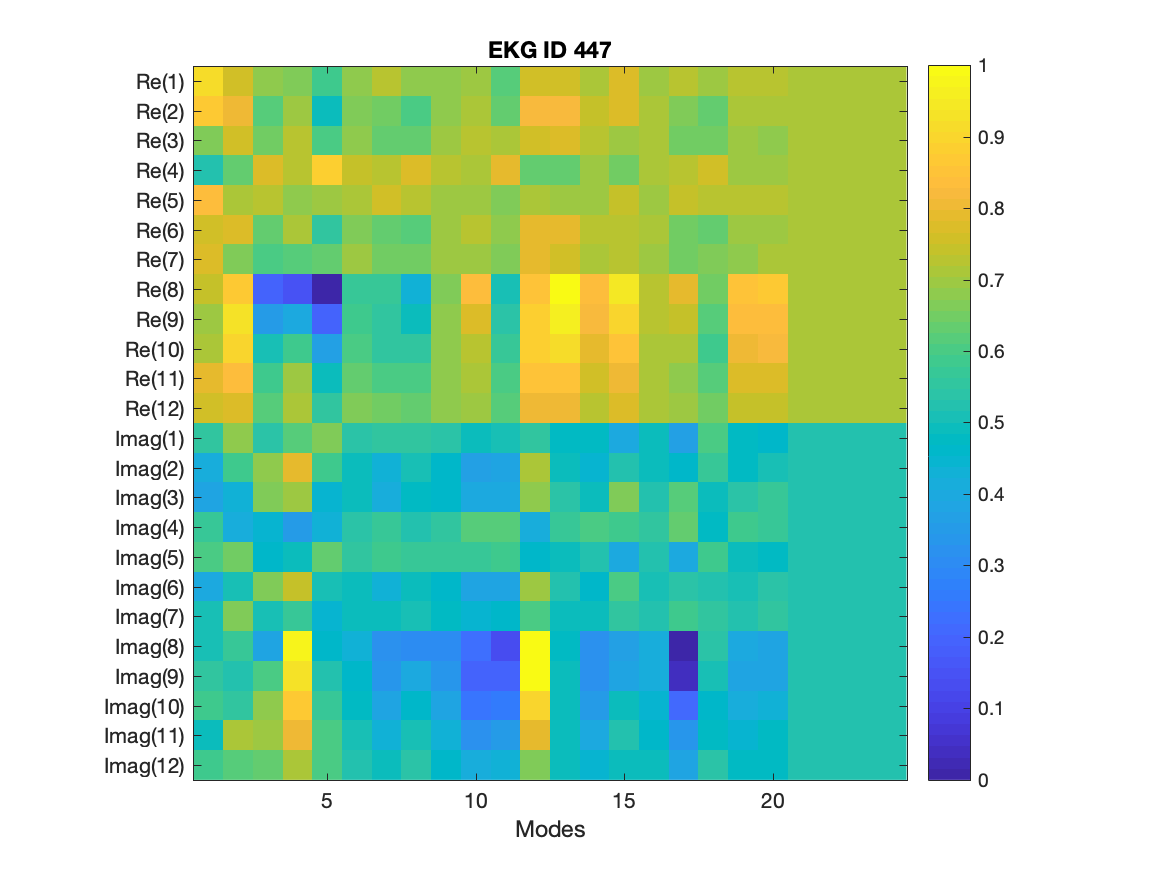 EKG ID 447
Re(1)
Re(2)
Re(3)
Re(4)
Re(5)
Re(6)
Re(7)
Re(8)
Re(9)
Re(10)
Re(11)
Re(12)
Imag(1)
Imag(2)
Imag(3)
Imag(4)
Imag(5)
Imag(6)
Imag(7)
Imag(8)
Imag(9)
Imag(10)
Imag(11)
Imag(12)
5 10 15 20
Modes
1
0.9
0.8
0.7
0.6
0.5
0.4
0.3
0.2
0.1
0